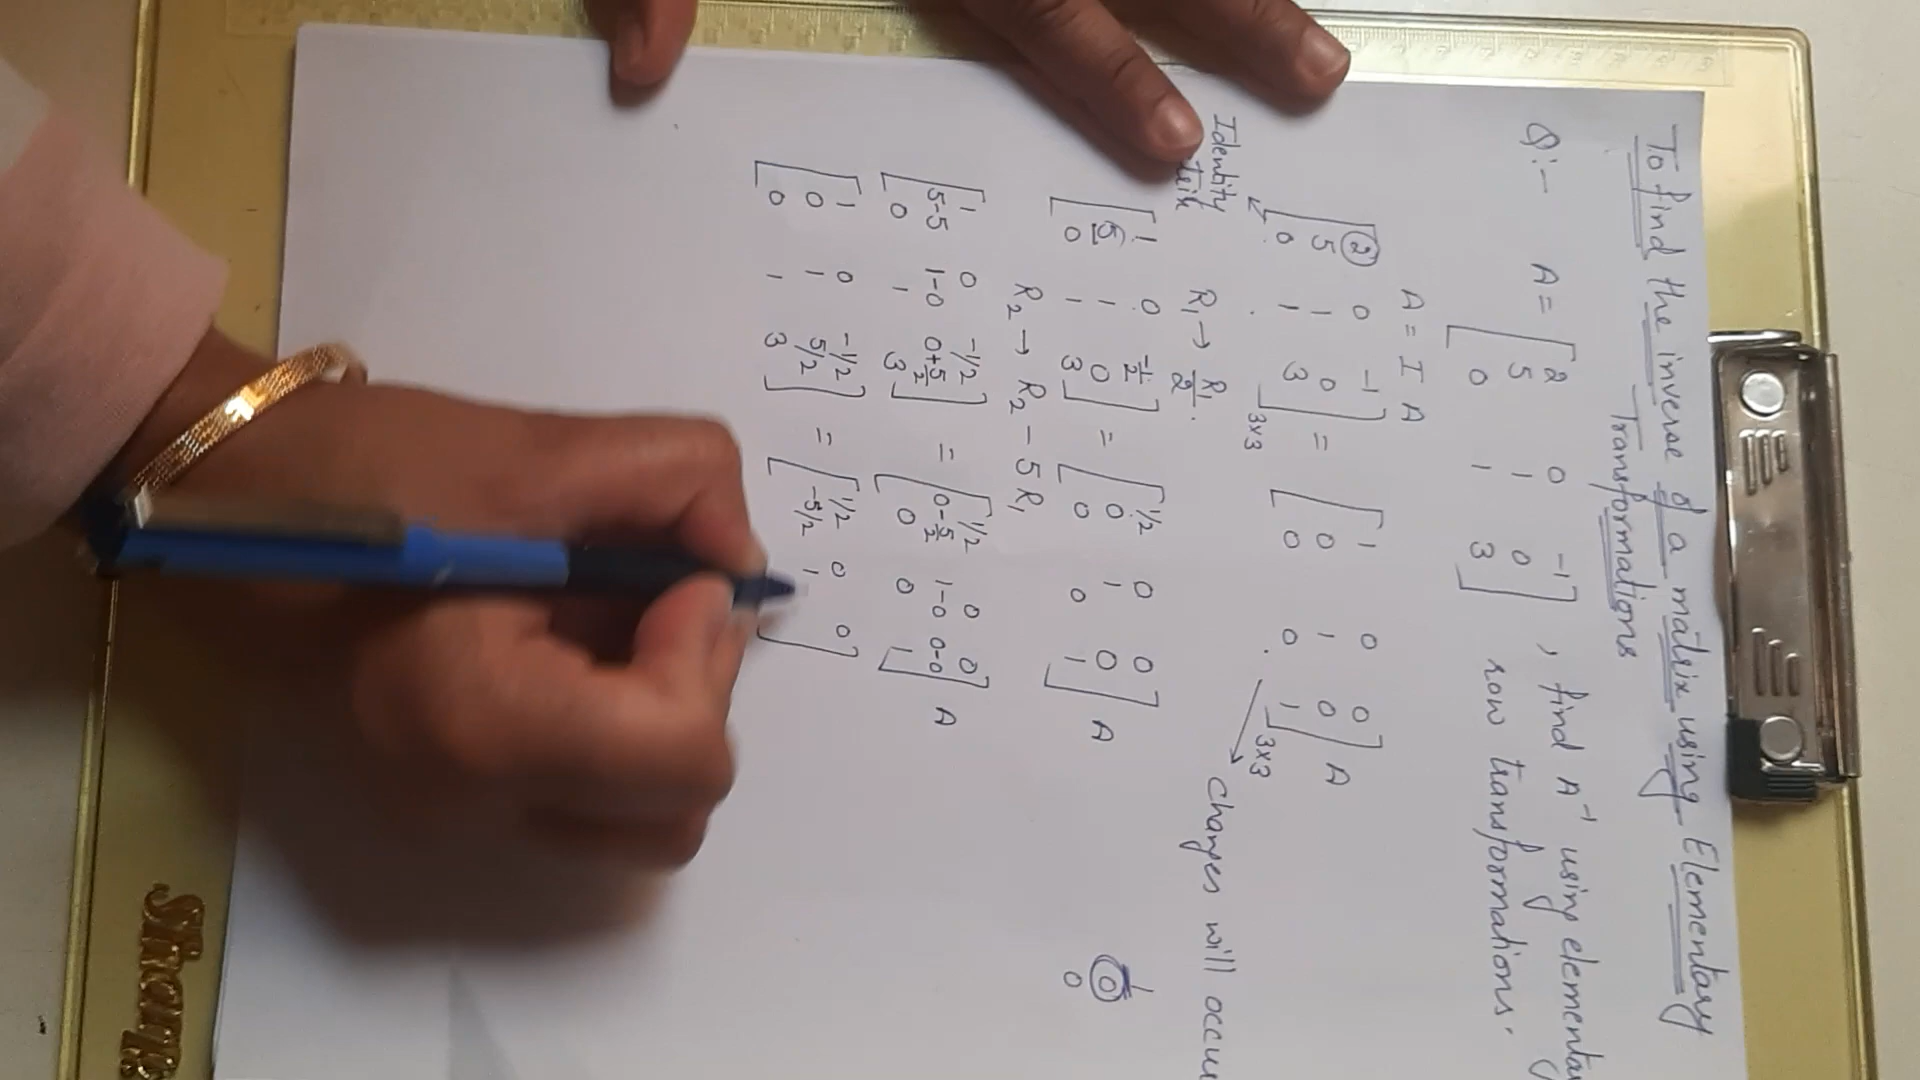 To find the inverse of a matrix using Elementary
Transformations
Q:- A = [ 2 0 -1
5 1 0
0 1 3 ] , find A⁻¹ using elementary
row transformations.
A = I A
[ 2 0 -1
5 1 0
0 1 3 ]3x3 = [ 1 0 0
0 1 0
0 0 1 ]3x3 A
Identity
changes will occur
R₁ → R₁/2
[ 1 0 -1/2
5 1 0
0 1 3 ] = [ 1/2 0 0
0 1 0
0 0 1 ] A
1
0
0
R₂ → R₂ - 5R₁
[ 1 0 -1/2
5-5 1-0 0+5/2
0 1 3 ] = [ 1/2 0 0
0-5/2 1-0 0-0
0 0 1 ] A
[ 1 0 -1/2
0 1 5/2
0 1 3 ] = [ 1/2 0 0
-5/2 1
]